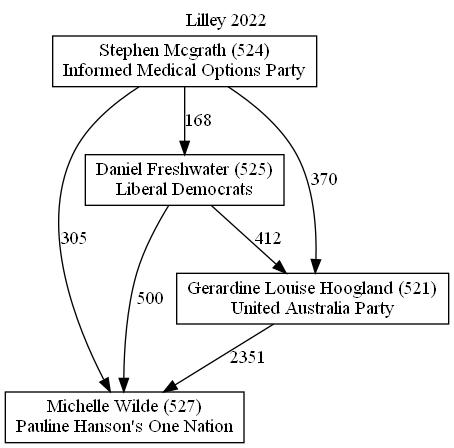 Lilley 2022
Stephen Mcgrath (524)
Informed Medical Options Party
168
Daniel Freshwater (525)
Liberal Democrats
370
305
412
500
Gerardine Louise Hoogland (521)
United Australia Party
2351
Michelle Wilde (527)
Pauline Hanson's One Nation